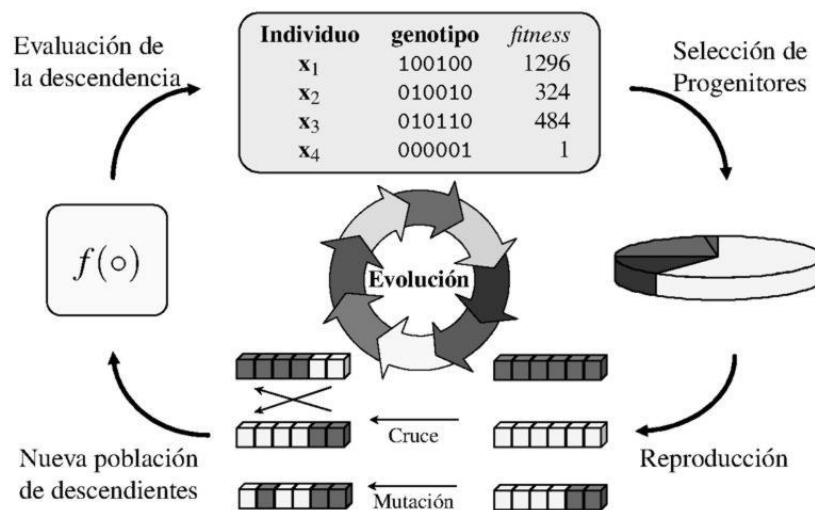 Evaluación de
la descendencia
Individuo genotipo fitness
x1 100100 1296
x2 010010 324
x3 010110 484
x4 000001 1
Selección de
Progenitores
f(∘)
Evolución
Cruce
Mutación
Nueva población
de descendientes
Reproducción